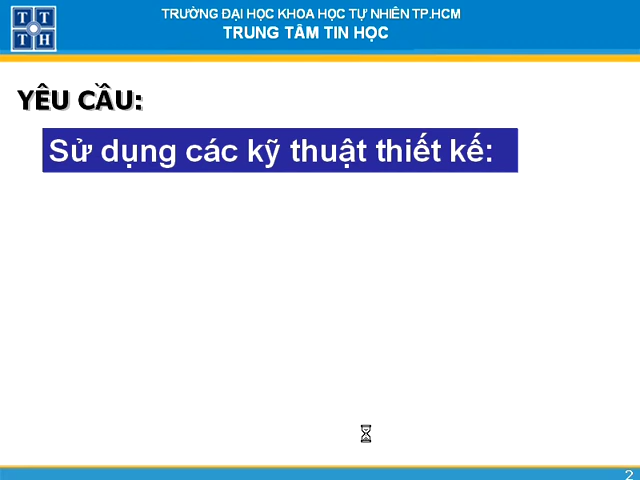 TRƯỜNG ĐẠI HỌC KHOA HỌC TỰ NHIÊN TP.HCM
TRUNG TÂM TIN HỌC
T T
T H
YÊU CẦU:
Sử dụng các kỹ thuật thiết kế:
2